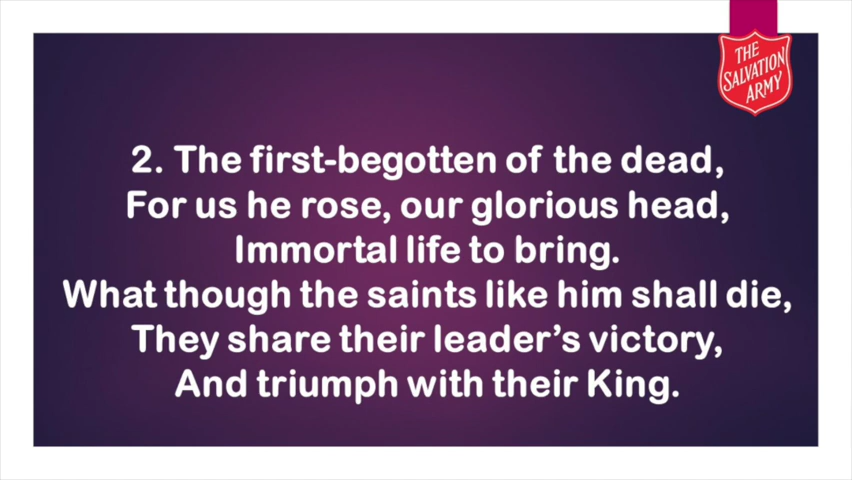 THE
SALVATION
ARMY
2. The first-begotten of the dead,
For us he rose, our glorious head,
Immortal life to bring.
What though the saints like him shall die,
They share their leader's victory,
And triumph with their King.